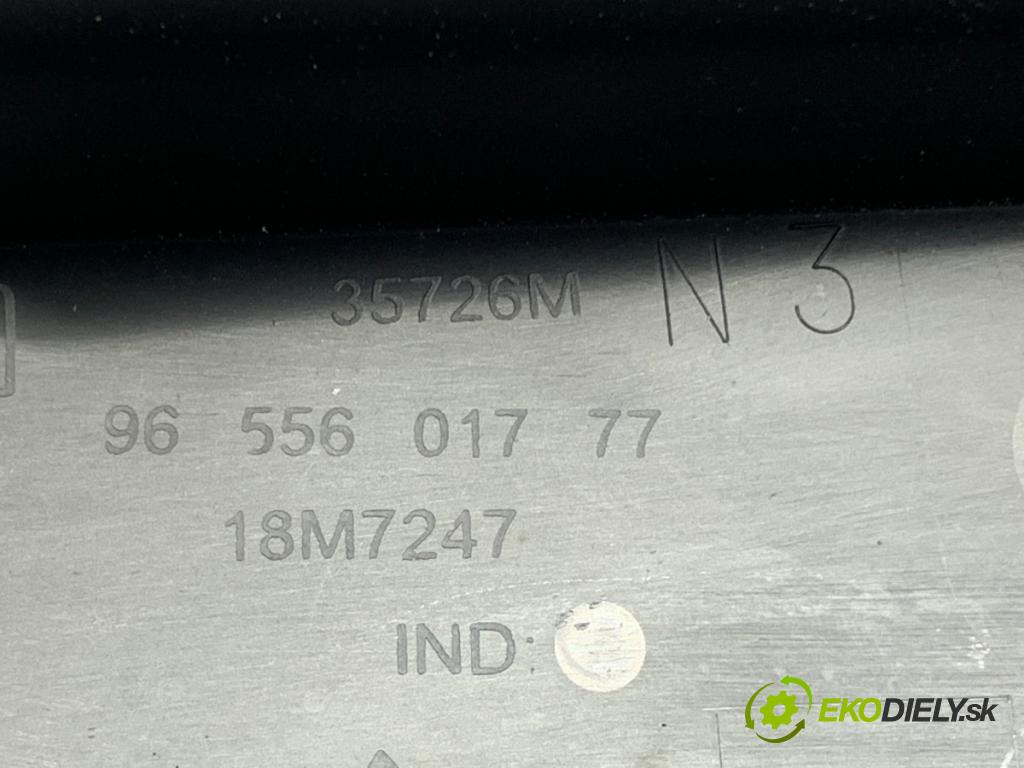 35726M N 3
96 556 017 77
18M7247
IND:
EKODIELY.sk